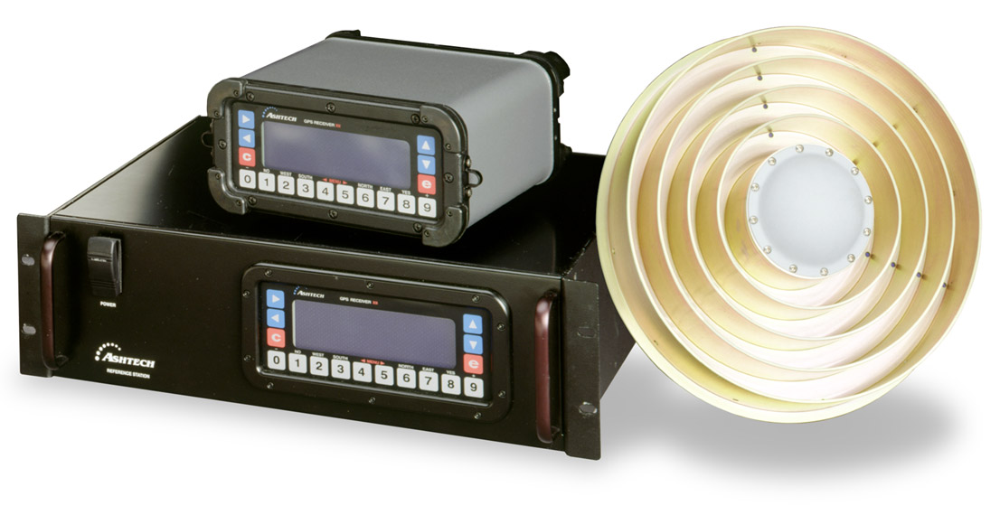 ASHTECH GPS RECEIVER
C e
NO WEST SOUTH ◄ MENU ► NORTH EAST YES
0 1 2 3 4 5 6 7 8 9
POWER
ASHTECH
REFERENCE STATION
ASHTECH GPS RECEIVER
C e
NO WEST SOUTH ◄ MENU ► NORTH EAST YES
0 1 2 3 4 5 6 7 8 9